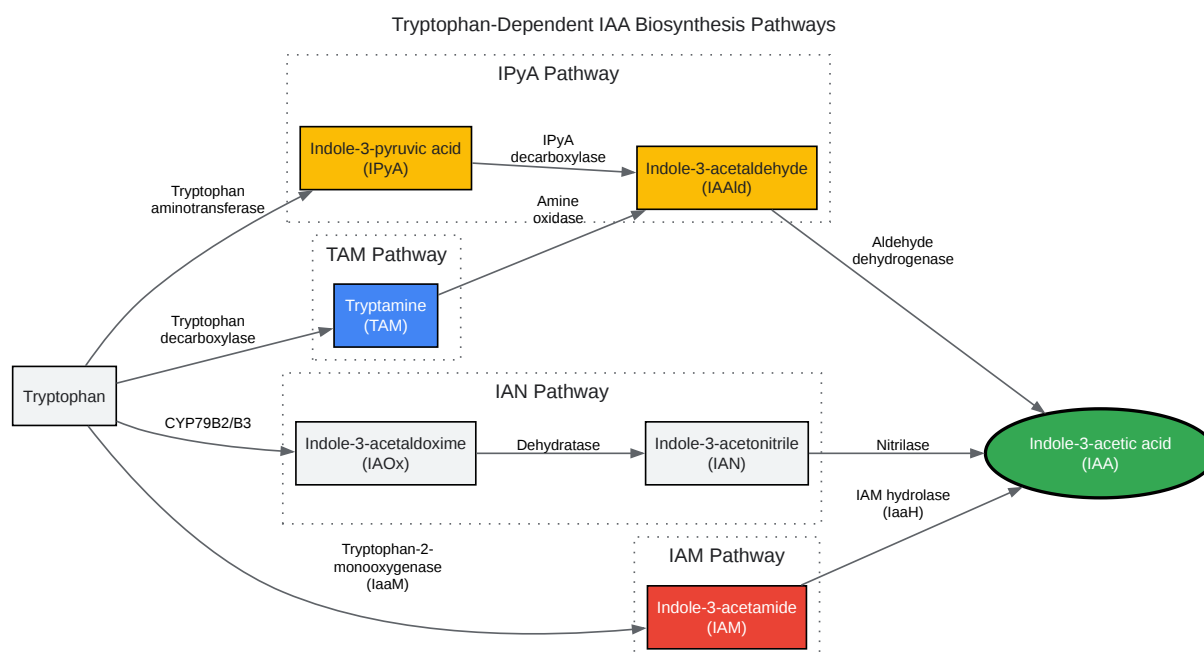 Tryptophan-Dependent IAA Biosynthesis Pathways
IPyA Pathway
Indole-3-pyruvic acid
(IPyA)
IPyA
decarboxylase
Indole-3-acetaldehyde
(IAAld)
Tryptophan
aminotransferase
Amine
oxidase
Aldehyde
dehydrogenase
TAM Pathway
Tryptamine
(TAM)
Tryptophan
decarboxylase
Tryptophan
IAN Pathway
CYP79B2/B3
Indole-3-acetaldoxime
(IAOx)
Dehydratase
Indole-3-acetonitrile
(IAN)
Nitrilase
Indole-3-acetic acid
(IAA)
IAM hydrolase
(IaaH)
Tryptophan-2-
monooxygenase
(IaaM)
IAM Pathway
Indole-3-acetamide
(IAM)